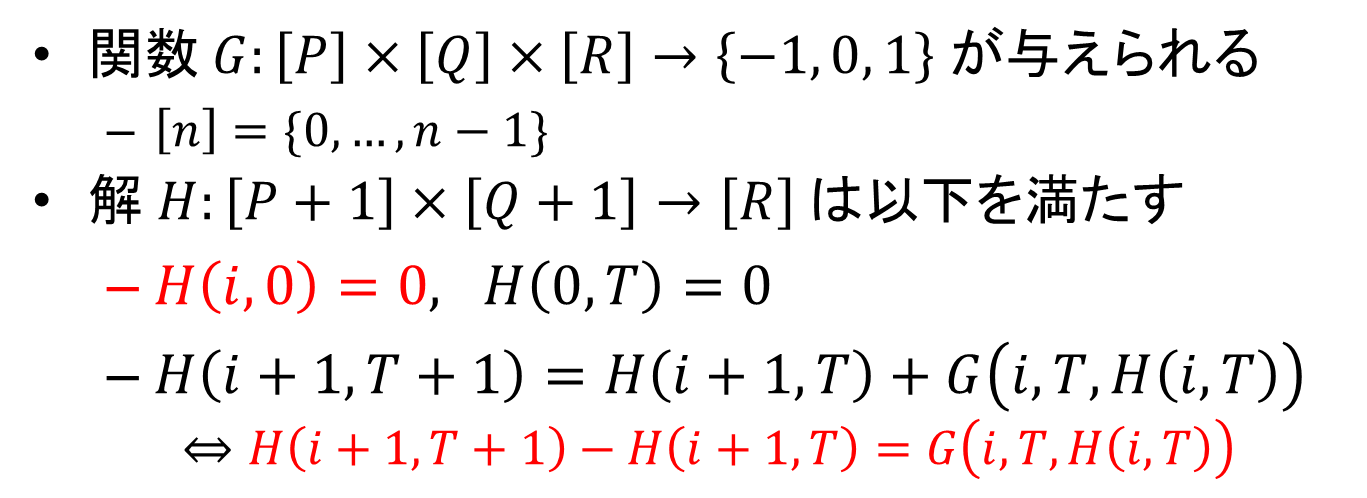 • 関数 G: [P] × [Q] × [R] → {−1, 0, 1} が与えられる
− [n] = {0, … , n − 1}
• 解 H: [P + 1] × [Q + 1] → [R] は以下を満たす
− H(i, 0) = 0, H(0, T) = 0
− H(i + 1, T + 1) = H(i + 1, T) + G(i, T, H(i, T))
⇔ H(i + 1, T + 1) − H(i + 1, T) = G(i, T, H(i, T))